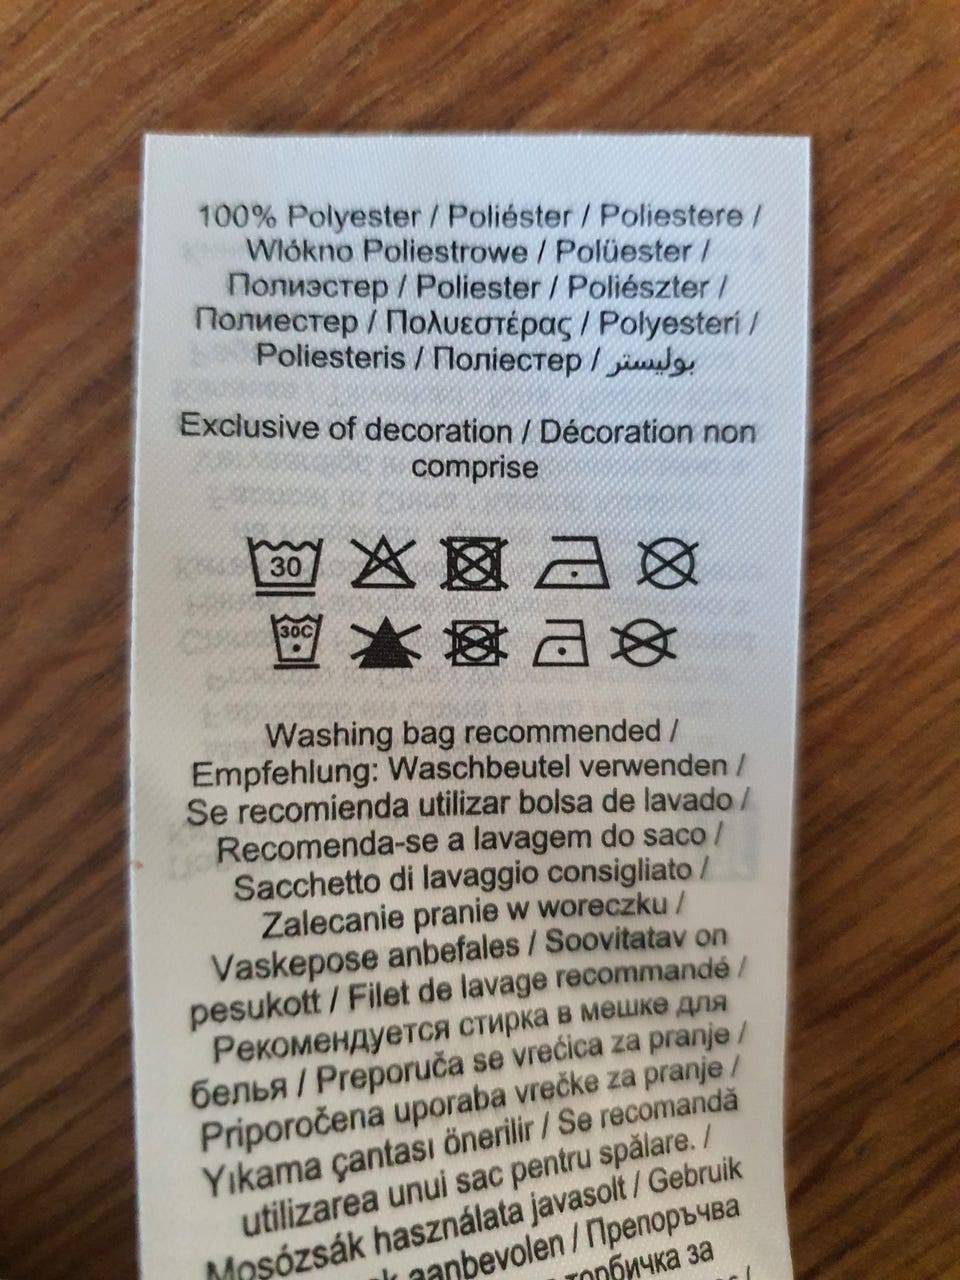 100% Polyester / Poliéster / Poliestere /
Wlókno Poliestrowe / Polüester /
Полиэстер / Poliester / Poliészter /
Полиестер / Πολυεστέρας / Polyesteri /
Poliesteris / Поліестер / بوليستر
Exclusive of decoration / Décoration non
comprise
30
30C
Washing bag recommended /
Empfehlung: Waschbeutel verwenden /
Se recomienda utilizar bolsa de lavado /
Recomenda-se a lavagem do saco /
Sacchetto di lavaggio consigliato /
Zalecanie pranie w woreczku /
Vaskepose anbefales / Soovitatav on
pesukott / Filet de lavage recommandé /
Рекомендуется стирка в мешке для
белья / Preporuča se vrećica za pranje /
Priporočena uporaba vrečke za pranje /
Yıkama çantası önerilir / Se recomandă
utilizarea unui sac pentru spălare. /
Mosózsák használata javasolt / Gebruik
aanbevolen / Препоръчва
торбичка за